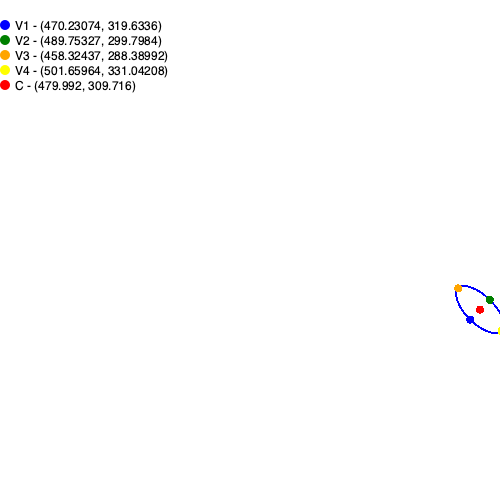 V1 - (470.23074, 319.6336)
V2 - (489.75327, 299.7984)
V3 - (458.32437, 288.38992)
V4 - (501.65964, 331.04208)
C - (479.992, 309.716)